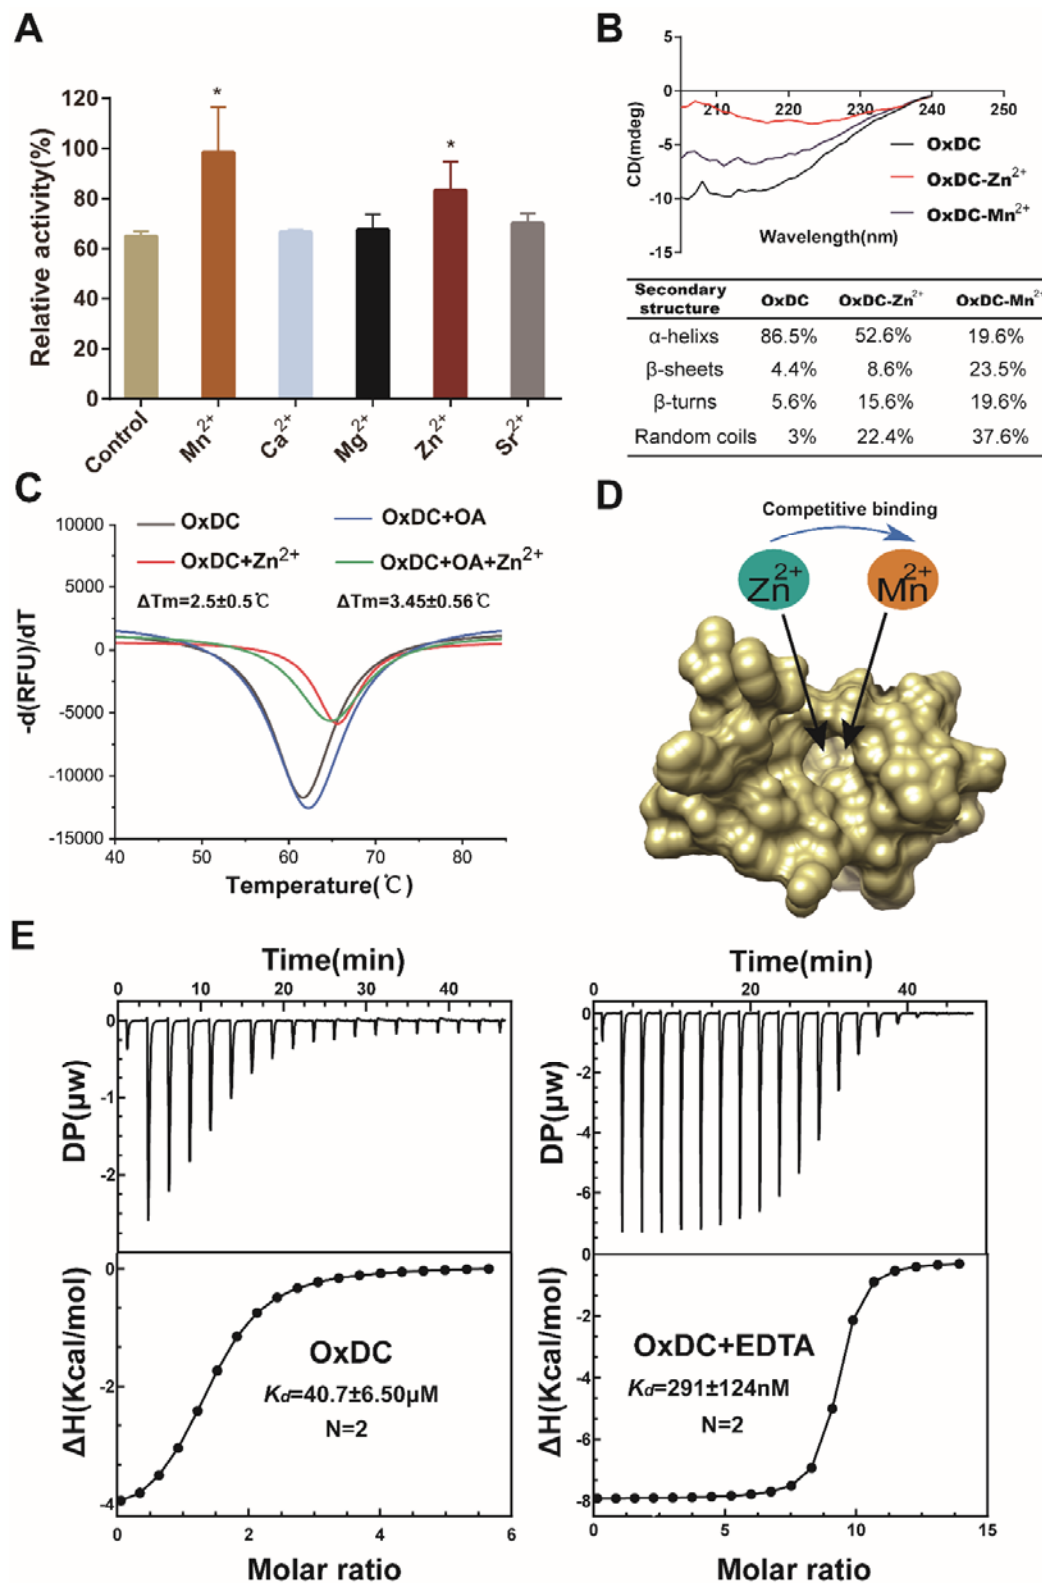 A
Relative activity(%)
120
100
80
60
40
20
0
*
*
Control
Mn²⁺
Ca²⁺
Mg²⁺
Zn²⁺
Sr²⁺
B
CD(mdeg)
5
0
-5
-10
-15
210
220
230
240
250
OxDC
OxDC-Zn²⁺
OxDC-Mn²⁺
Wavelength(nm)
Secondary structure OxDC OxDC-Zn²⁺ OxDC-Mn²⁺
α-helixs 86.5% 52.6% 19.6%
β-sheets 4.4% 8.6% 23.5%
β-turns 5.6% 15.6% 19.6%
Random coils 3% 22.4% 37.6%
C
-d(RFU)/dT
10000
5000
0
-5000
-10000
-15000
OxDC
OxDC+OA
OxDC+Zn²⁺
OxDC+OA+Zn²⁺
ΔTm=2.5±0.5℃
ΔTm=3.45±0.56℃
40
50
60
70
80
Temperature(℃)
D
Competitive binding
Zn²⁺
Mn²⁺
E
Time(min)
0 10 20 30 40
DP(μw)
0
-1
-2
ΔH(Kcal/mol)
0
-2
-4
OxDC
Kd=40.7±6.50μM
N=2
0 2 4 6
Molar ratio
Time(min)
0 20 40
DP(μw)
0
-2
-4
-6
ΔH(Kcal/mol)
0
-2
-4
-6
-8
OxDC+EDTA
Kd=291±124nM
N=2
0 5 10 15
Molar ratio